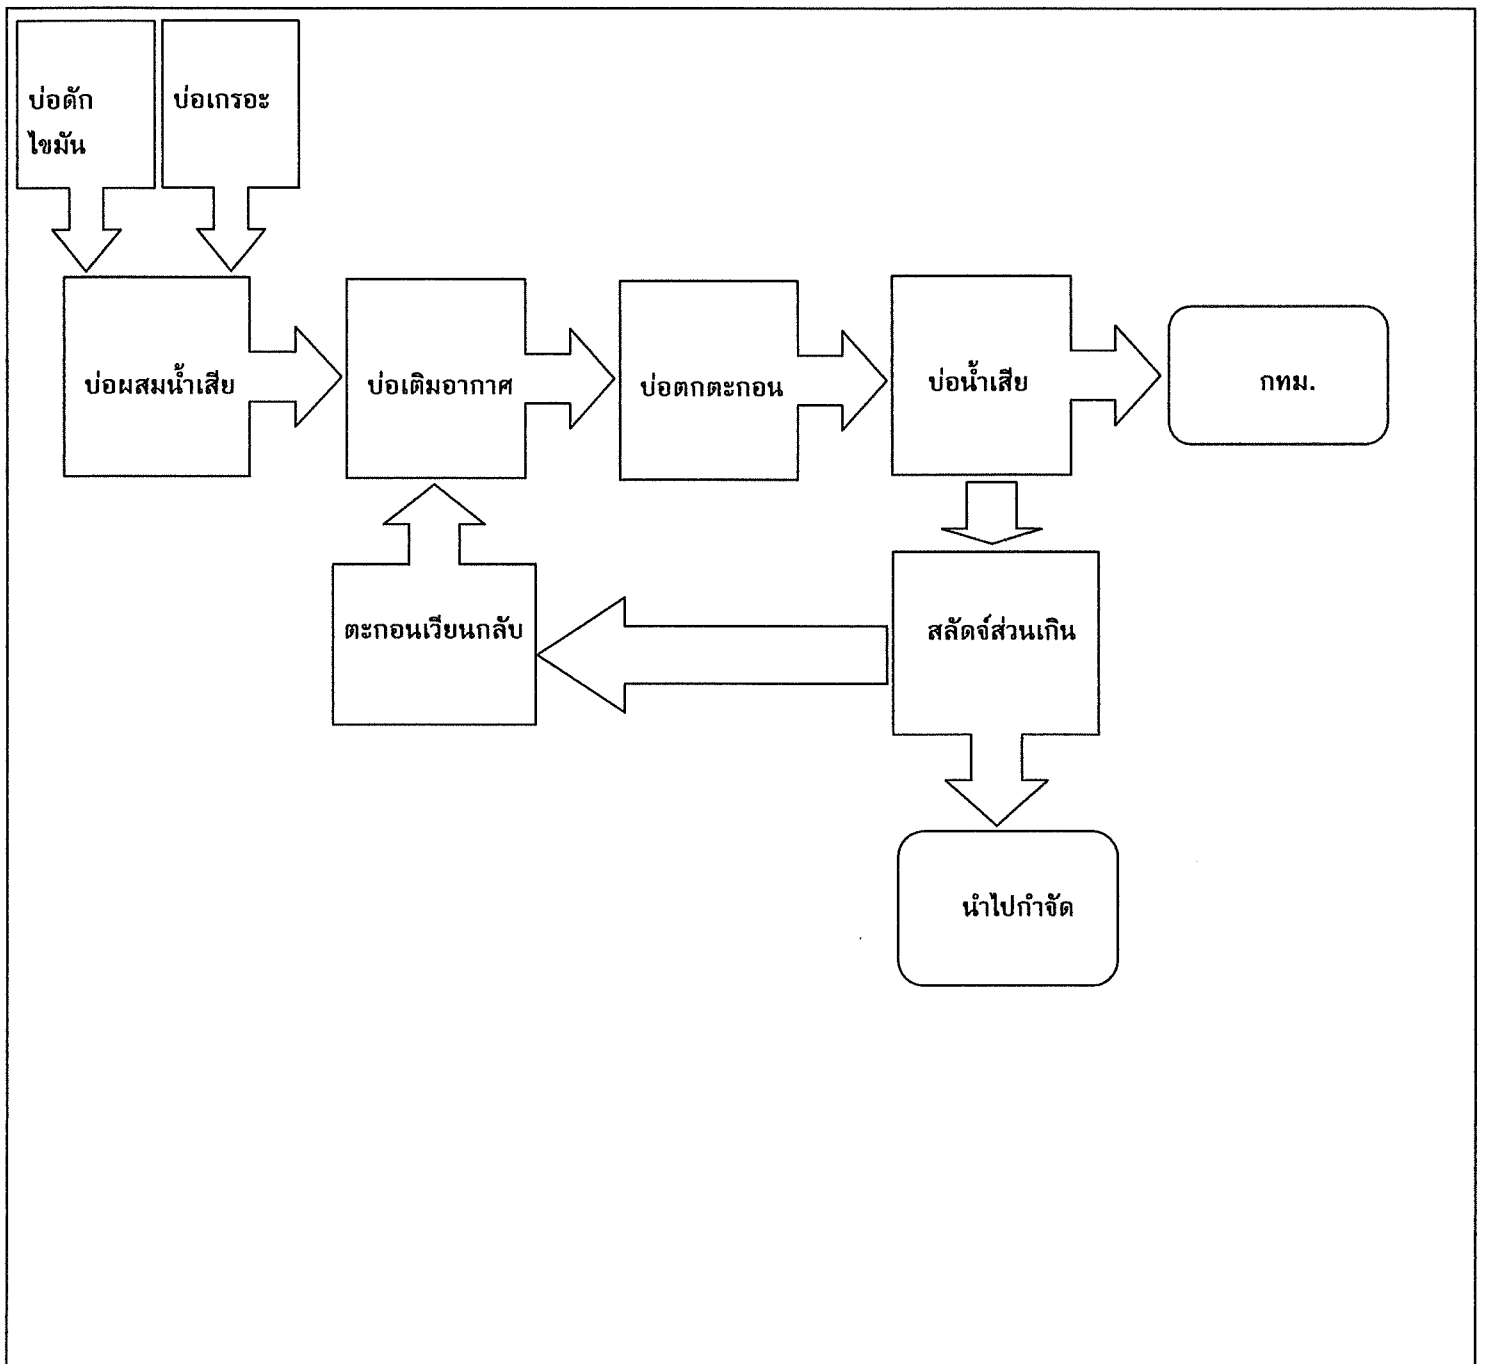 บ่อดัก
ไขมัน
บ่อเกรอะ
บ่อผสมน้ำเสีย
บ่อเติมอากาศ
บ่อตกตะกอน
บ่อน้ำเสีย
กทม.
ตะกอนเวียนกลับ
สลัดจ์ส่วนเกิน
นำไปกำจัด